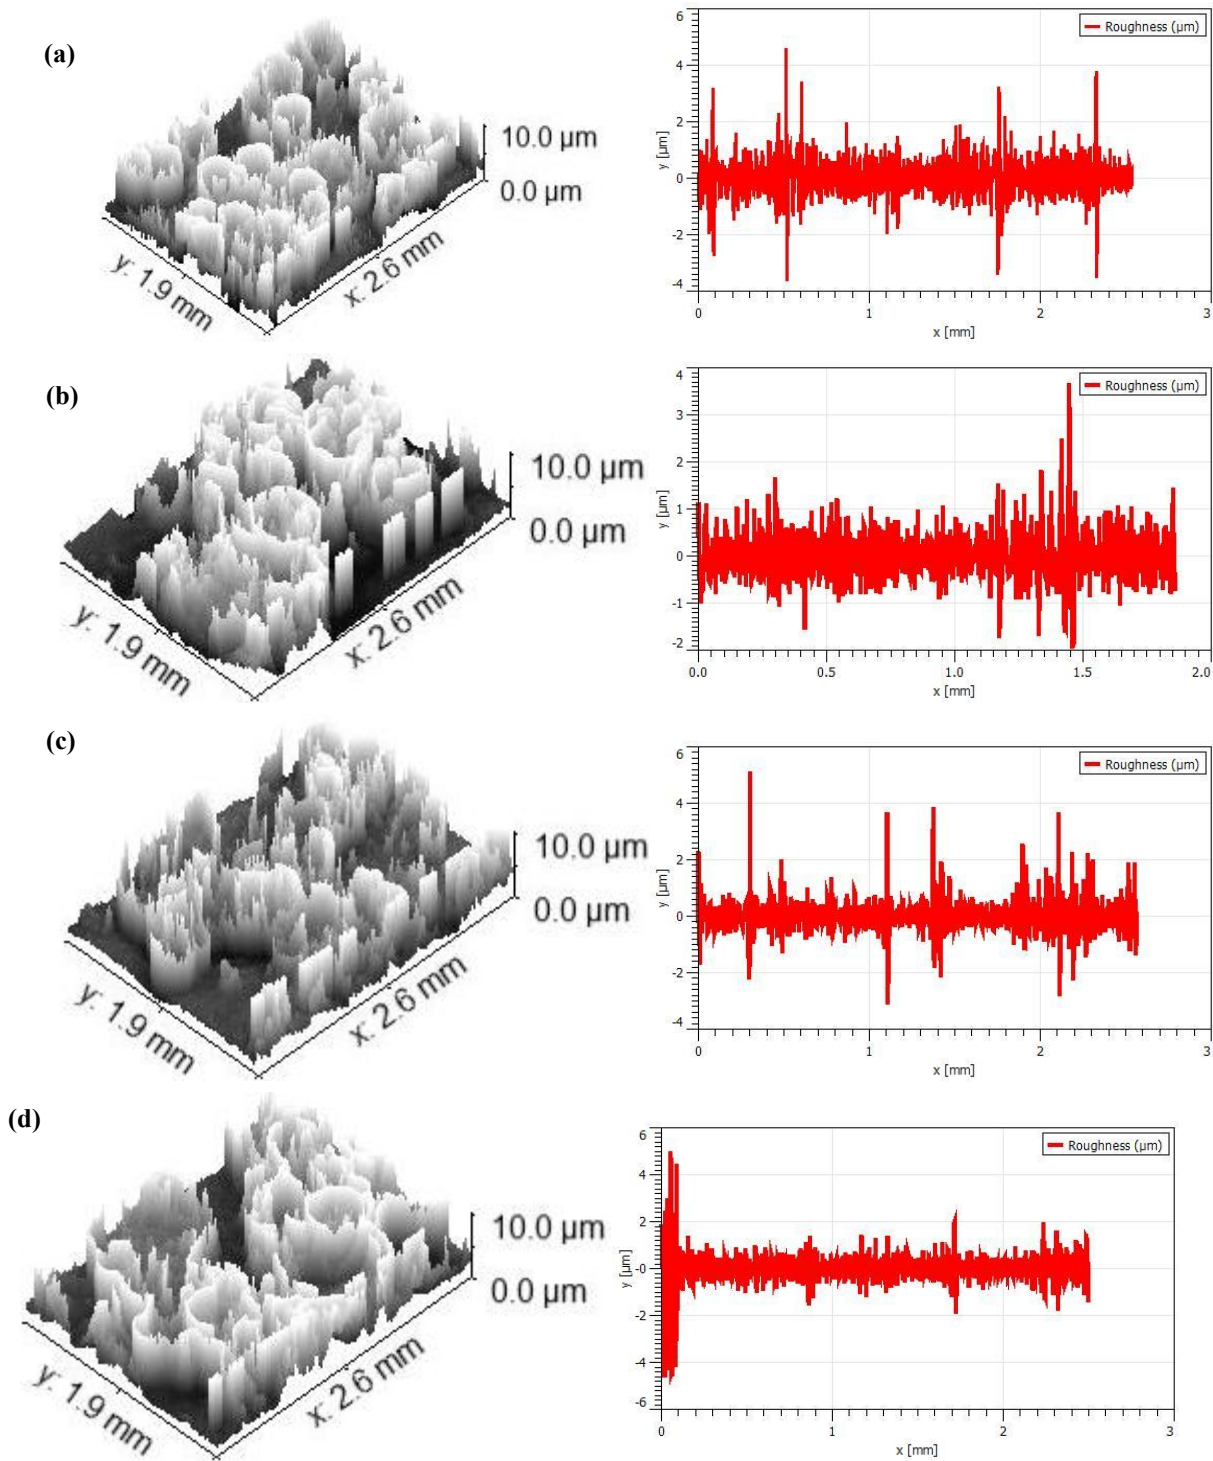 (a)
10.0 µm
0.0 µm
y: 1.9 mm
x: 2.6 mm
Roughness (µm)
6
4
2
0
-2
-4
y [µm]
0 1 2 3
x [mm]
(b)
10.0 µm
0.0 µm
y: 1.9 mm
x: 2.6 mm
Roughness (µm)
4
3
2
1
0
-1
-2
y [µm]
0.0 0.5 1.0 1.5 2.0
x [mm]
(c)
10.0 µm
0.0 µm
y: 1.9 mm
x: 2.6 mm
Roughness (µm)
6
4
2
0
-2
-4
y [µm]
0 1 2 3
x [mm]
(d)
10.0 µm
0.0 µm
y: 1.9 mm
x: 2.6 mm
Roughness (µm)
6
4
2
-0
-2
-4
-6
y [µm]
0 1 2 3
x [mm]